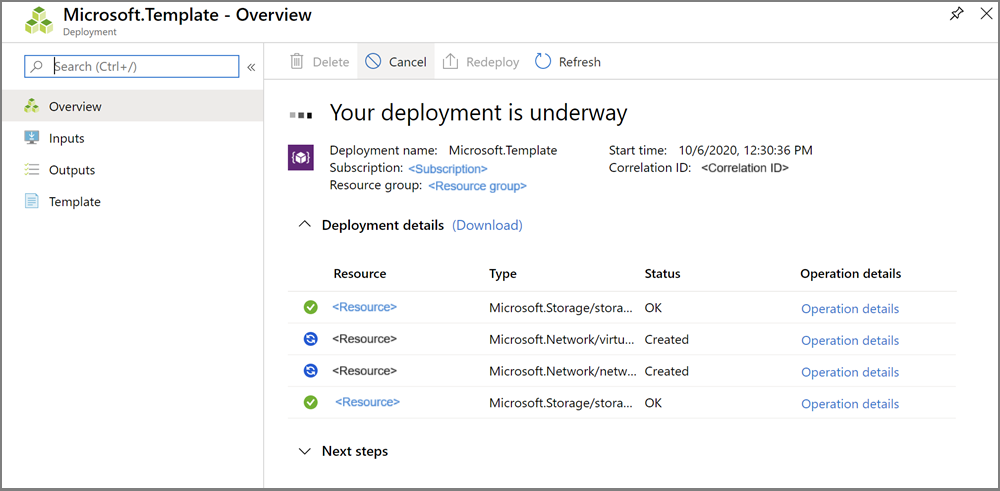 Microsoft.Template - Overview
Deployment
Search (Ctrl+/)
«
Delete Cancel Redeploy Refresh
Overview
Inputs
Outputs
Template
Your deployment is underway
Deployment name: Microsoft.Template Start time: 10/6/2020, 12:30:36 PM
Subscription: <Subscription> Correlation ID: <Correlation ID>
Resource group: <Resource group>
Deployment details (Download)
Resource Type Status Operation details
<Resource> Microsoft.Storage/stora... OK Operation details
<Resource> Microsoft.Network/virtu... Created Operation details
<Resource> Microsoft.Network/netw... Created Operation details
<Resource> Microsoft.Storage/stora... OK Operation details
Next steps